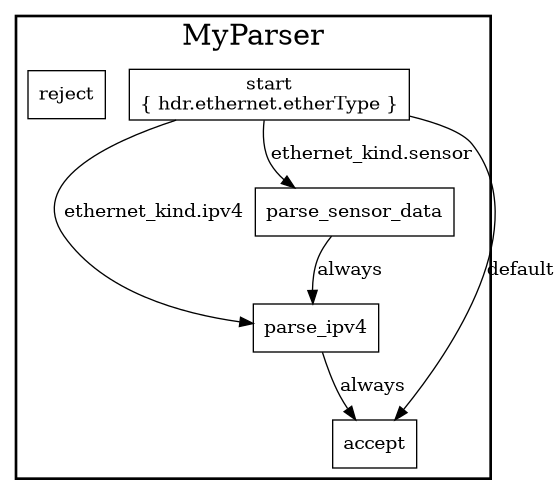 MyParser
reject
start
{ hdr.ethernet.etherType }
ethernet_kind.sensor
parse_sensor_data
ethernet_kind.ipv4
always
default
parse_ipv4
always
accept